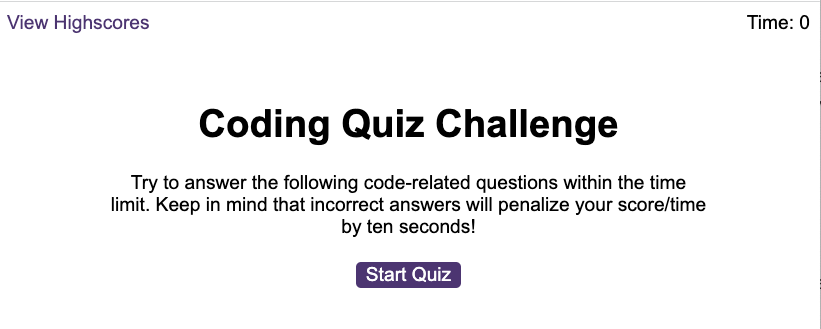 View Highscores
Time: 0
Coding Quiz Challenge
Try to answer the following code-related questions within the time
limit. Keep in mind that incorrect answers will penalize your score/time
by ten seconds!
Start Quiz